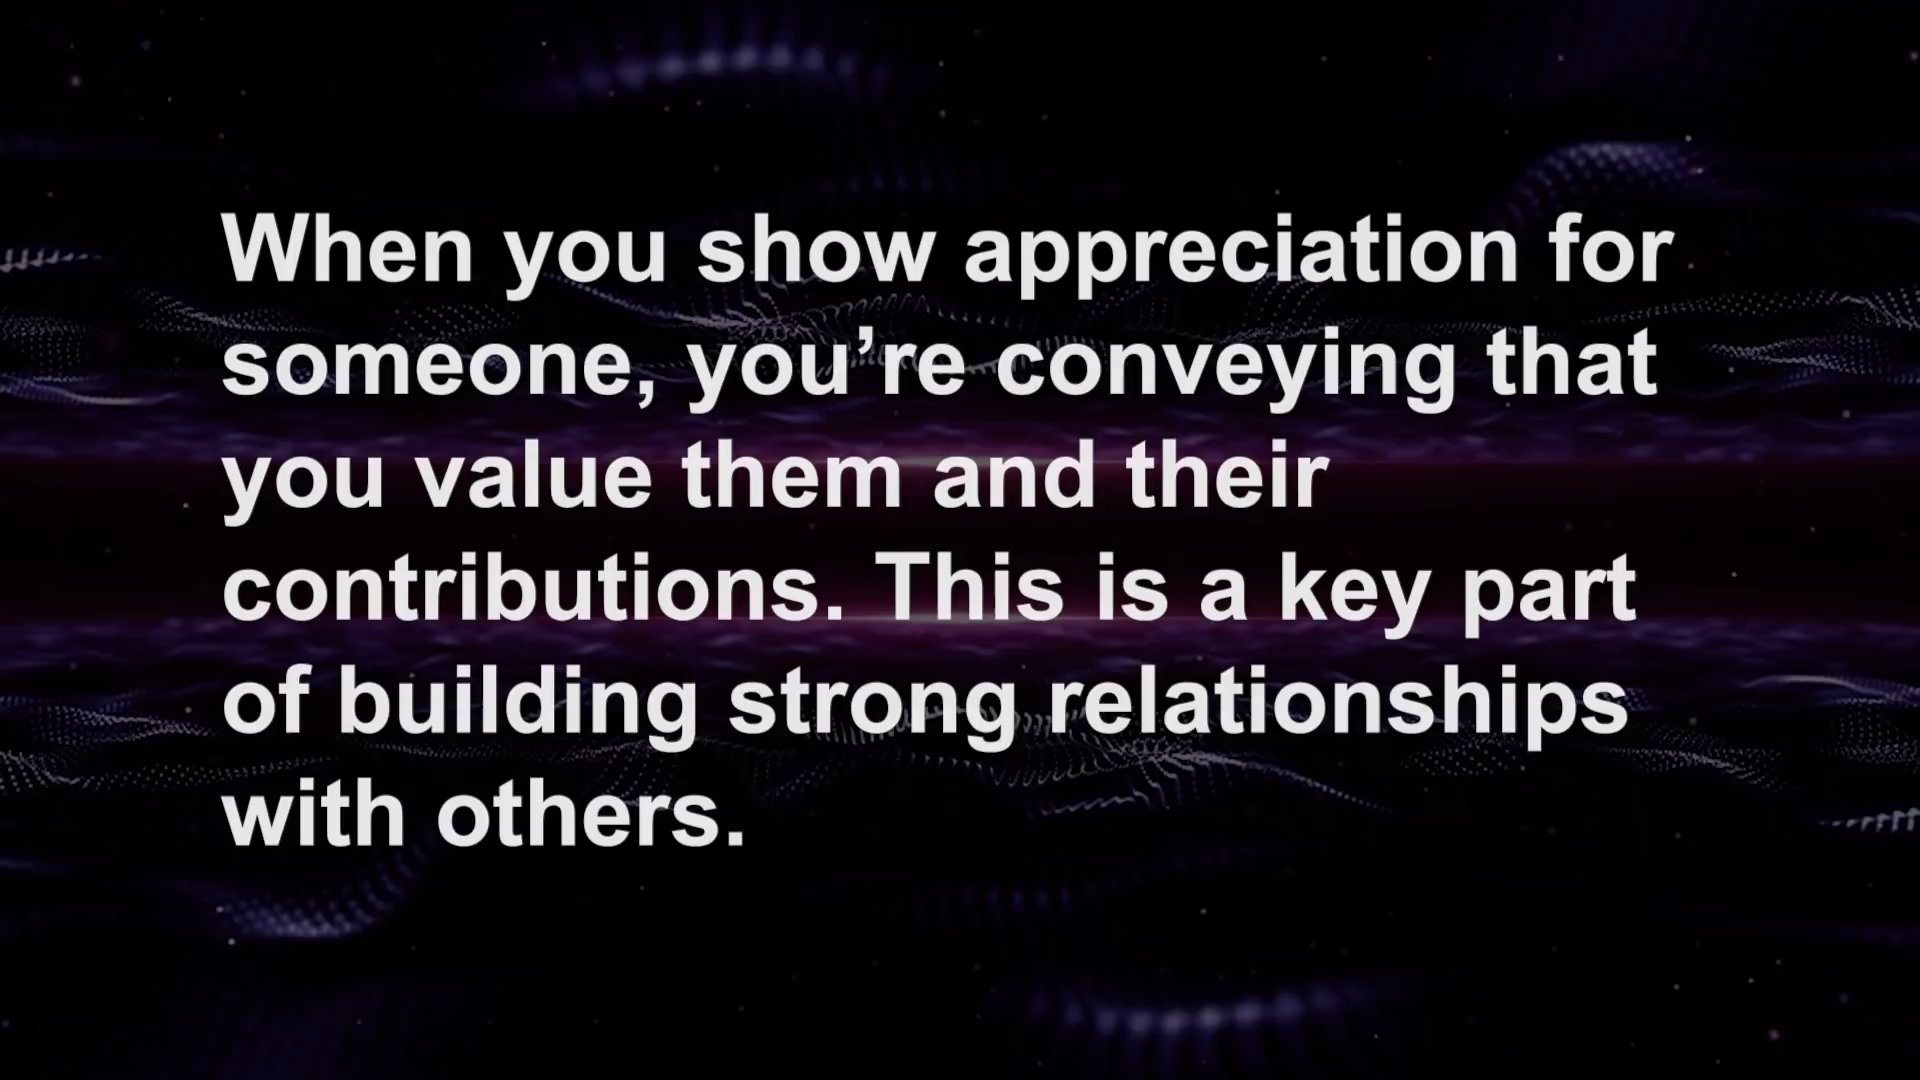 When you show appreciation for
someone, you’re conveying that
you value them and their
contributions. This is a key part
of building strong relationships
with others.